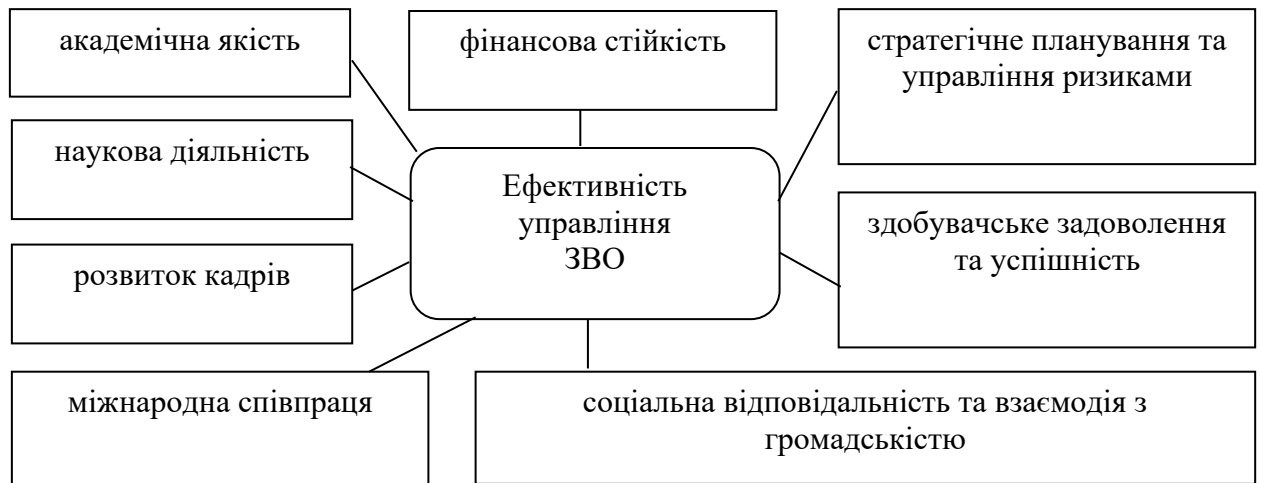 академічна якість
фінансова стійкість
стратегічне планування та
управління ризиками
наукова діяльність
Ефективність
управління
ЗВО
здобувачське задоволення
та успішність
розвиток кадрів
міжнародна співпраця
соціальна відповідальність та взаємодія з
громадськістю